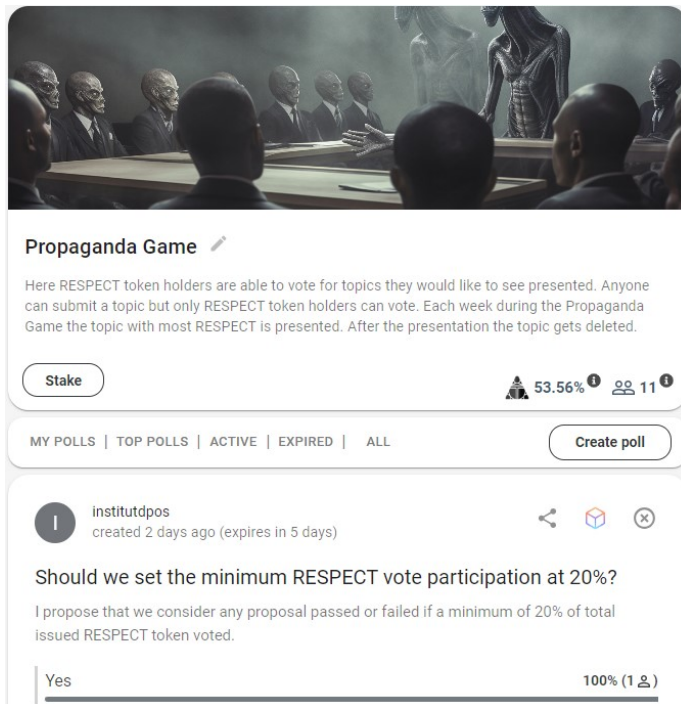 Propaganda Game
Here RESPECT token holders are able to vote for topics they would like to see presented. Anyone
can submit a topic but only RESPECT token holders can vote. Each week during the Propaganda
Game the topic with most RESPECT is presented. After the presentation the topic gets deleted.
Stake
53.56% 11
MY POLLS | TOP POLLS | ACTIVE | EXPIRED | ALL
Create poll
I
institutdpos
created 2 days ago (expires in 5 days)
Should we set the minimum RESPECT vote participation at 20%?
I propose that we consider any proposal passed or failed if a minimum of 20% of total
issued RESPECT token voted.
Yes 100% (1)